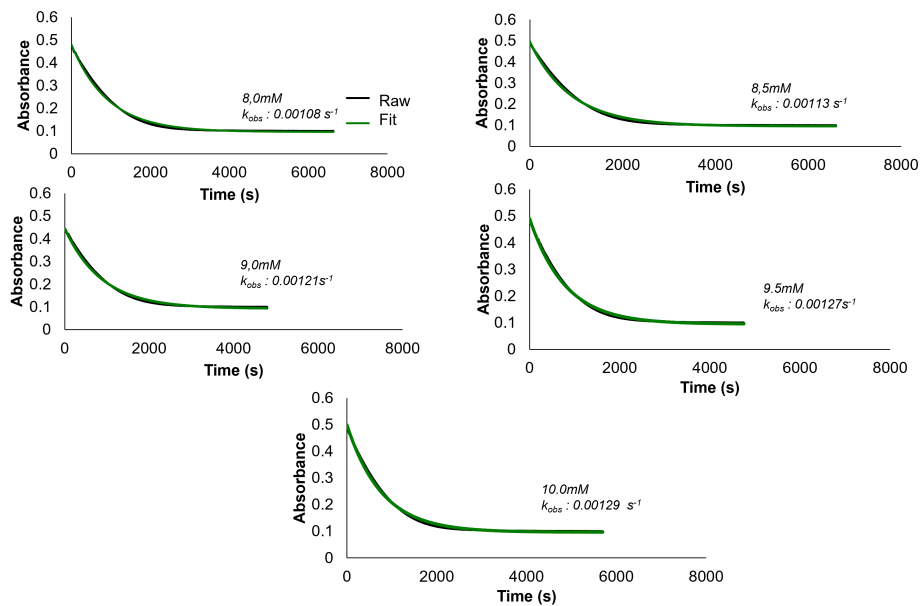 0.6
0.5
0.4
0.3
0.2
0.1
0
Absorbance
8,0mM
kobs : 0.00108 s-1
Raw
Fit
0 2000 4000 6000 8000
Time (s)
0.6
0.5
0.4
0.3
0.2
0.1
0
Absorbance
8,5mM
kobs : 0.00113 s-1
0 2000 4000 6000 8000
Time (s)
0.6
0.5
0.4
0.3
0.2
0.1
0
Absorbance
9,0mM
kobs : 0.00121s-1
0 2000 4000 6000 8000
Time (s)
0.6
0.5
0.4
0.3
0.2
0.1
0
Absorbance
9.5mM
kobs : 0.00127s-1
0 2000 4000 6000 8000
Time (s)
0.6
0.5
0.4
0.3
0.2
0.1
0
Absorbance
10.0mM
kobs : 0.00129 s-1
0 2000 4000 6000 8000
Time (s)